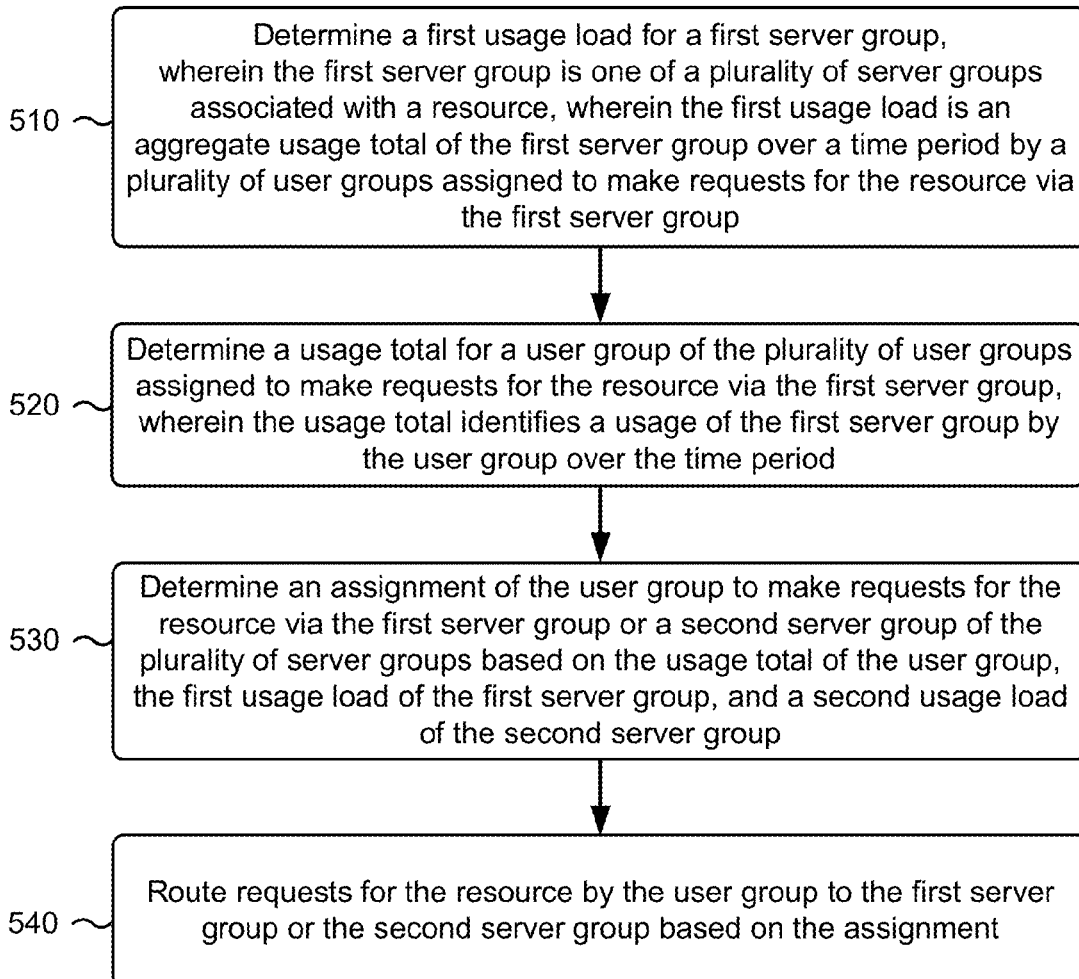 Determine a first usage load for a first server group,
wherein the first server group is one of a plurality of server groups
associated with a resource, wherein the first usage load is an
510
aggregate usage total of the first server group over a time period by a
plurality of user groups assigned to make requests for the resource via
the first server group
Determine a usage total for a user group of the plurality of user groups
assigned to make requests for the resource via the first server group,
520
wherein the usage total identifies a usage of the first server group by
the user group over the time period
Determine an assignment of the user group to make requests for the
resource via the first server group or a second server group of the
530
plurality of server groups based on the usage total of the user group,
the first usage load of the first server group, and a second usage load
of the second server group
Route requests for the resource by the user group to the first server
540
group or the second server group based on the assignment